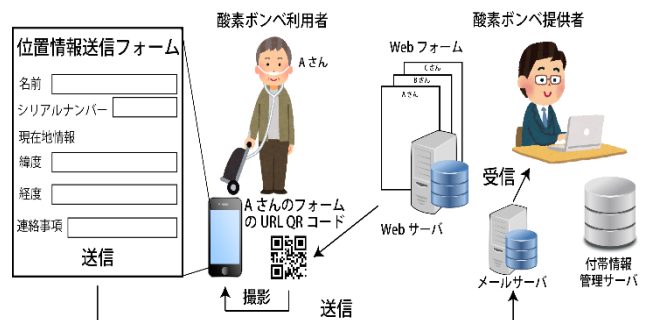 位置情報送信フォーム
名前
シリアルナンバー
現在地情報
緯度
経度
連絡事項
送信
酸素ボンベ利用者
Aさん
Aさんのフォーム
のURL QRコード
撮影
送信
Webフォーム
Cさん
Bさん
Aさん
Webサーバ
酸素ボンベ提供者
受信
メールサーバ
付帯情報
管理サーバ